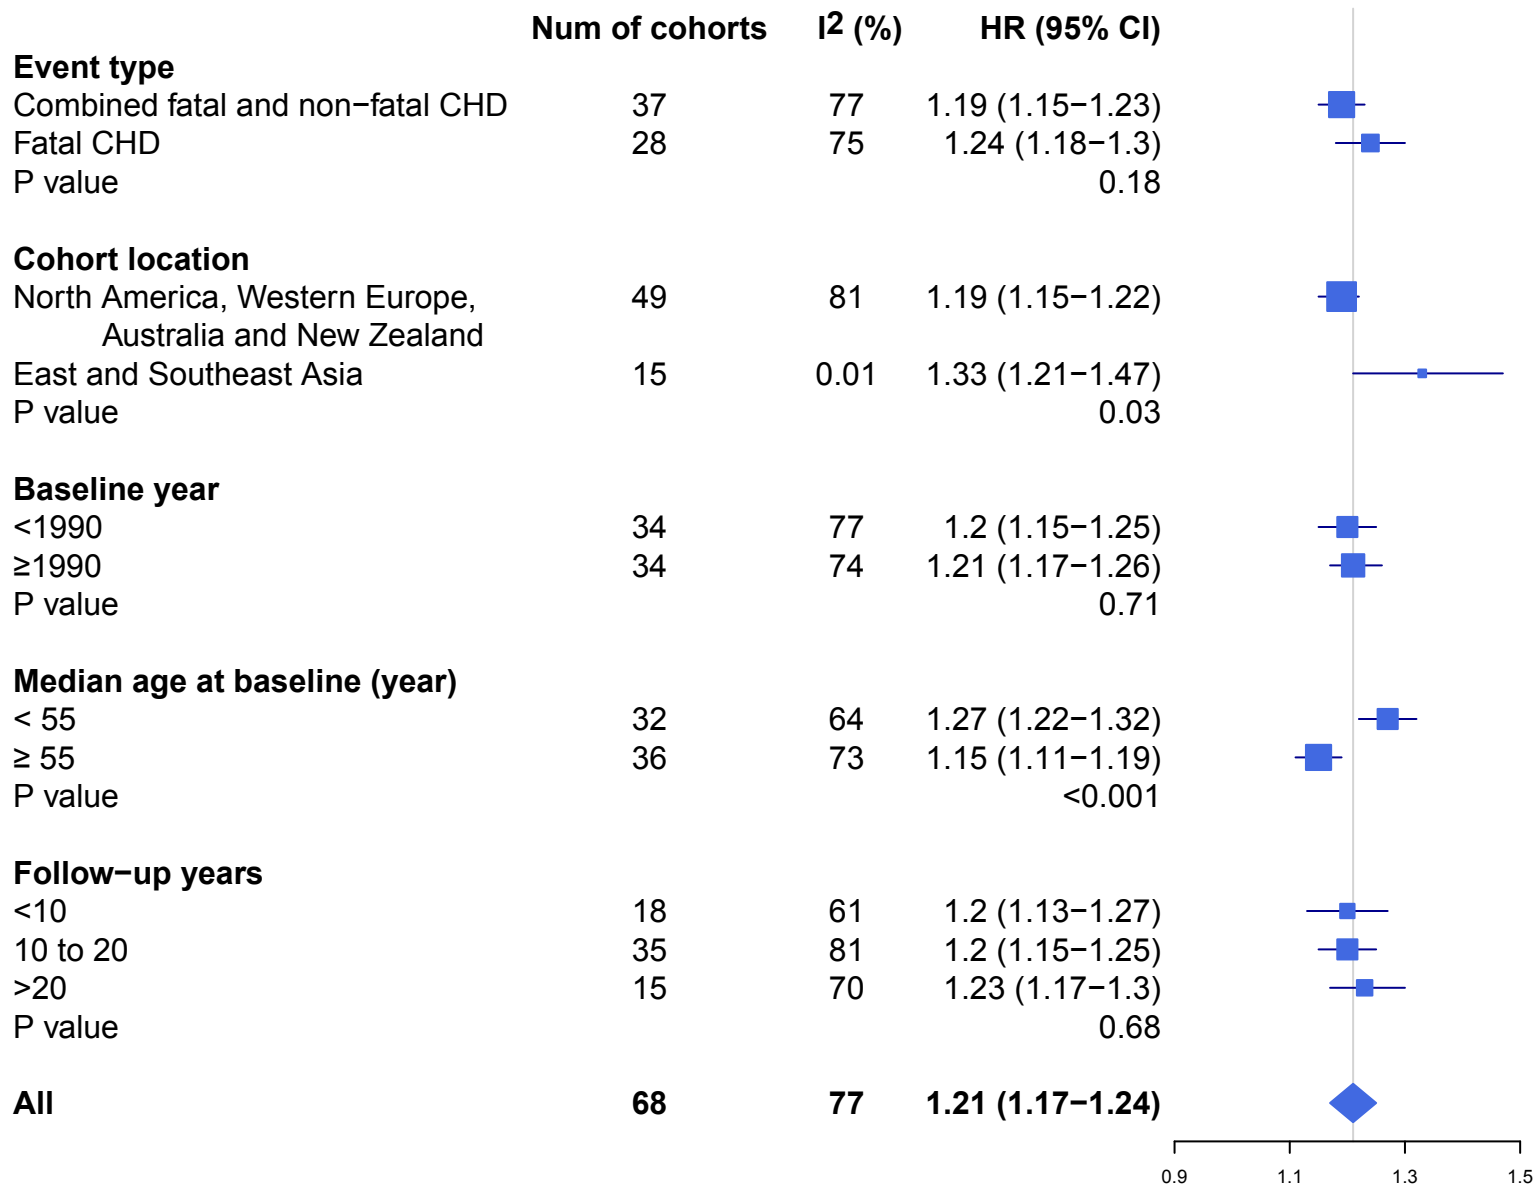 Num of cohorts I2 (%) HR (95% CI)
Event type
Combined fatal and non−fatal CHD 37 77 1.19 (1.15−1.23)
Fatal CHD 28 75 1.24 (1.18−1.3)
P value 0.18
Cohort location
North America, Western Europe, 49 81 1.19 (1.15−1.22)
Australia and New Zealand
East and Southeast Asia 15 0.01 1.33 (1.21−1.47)
P value 0.03
Baseline year
<1990 34 77 1.2 (1.15−1.25)
≥1990 34 74 1.21 (1.17−1.26)
P value 0.71
Median age at baseline (year)
< 55 32 64 1.27 (1.22−1.32)
≥ 55 36 73 1.15 (1.11−1.19)
P value <0.001
Follow−up years
<10 18 61 1.2 (1.13−1.27)
10 to 20 35 81 1.2 (1.15−1.25)
>20 15 70 1.23 (1.17−1.3)
P value 0.68
All 68 77 1.21 (1.17−1.24)
0.9 1.1 1.3 1.5